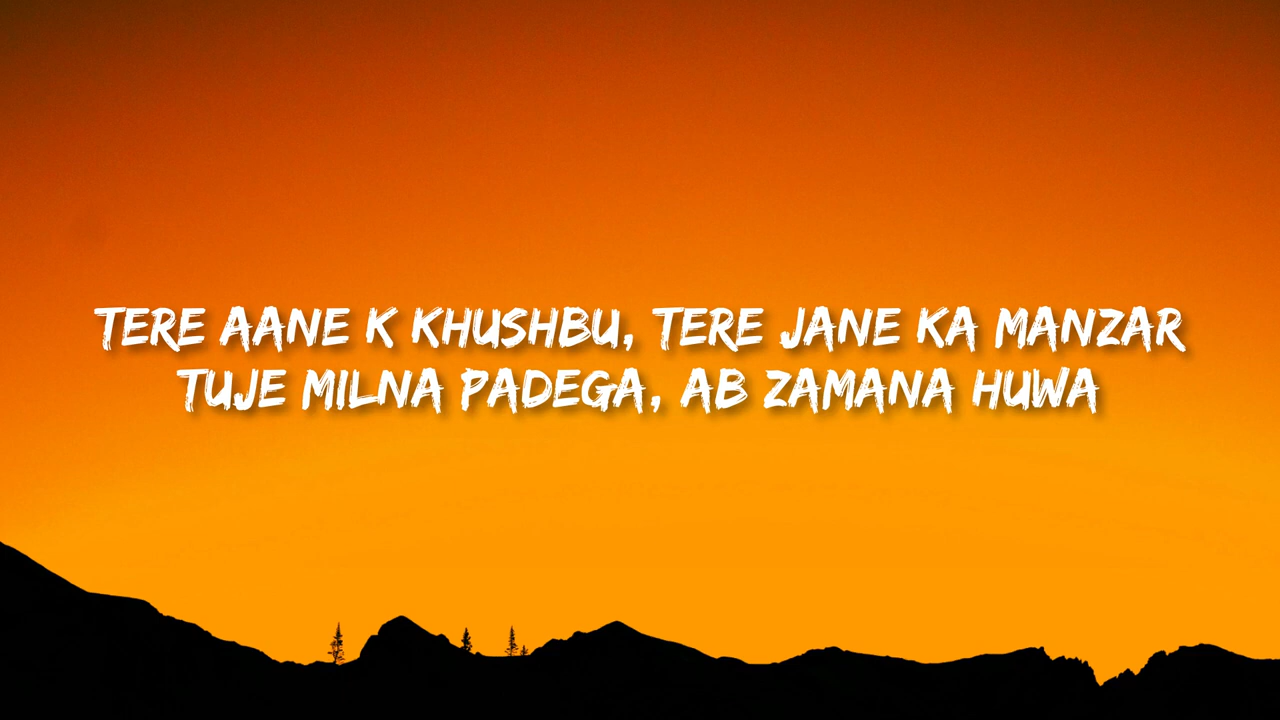 TERE AANE K KHUSHBU, TERE JANE KA MANZAR
TUJE MILNA PADEGA, AB ZAMANA HUWA